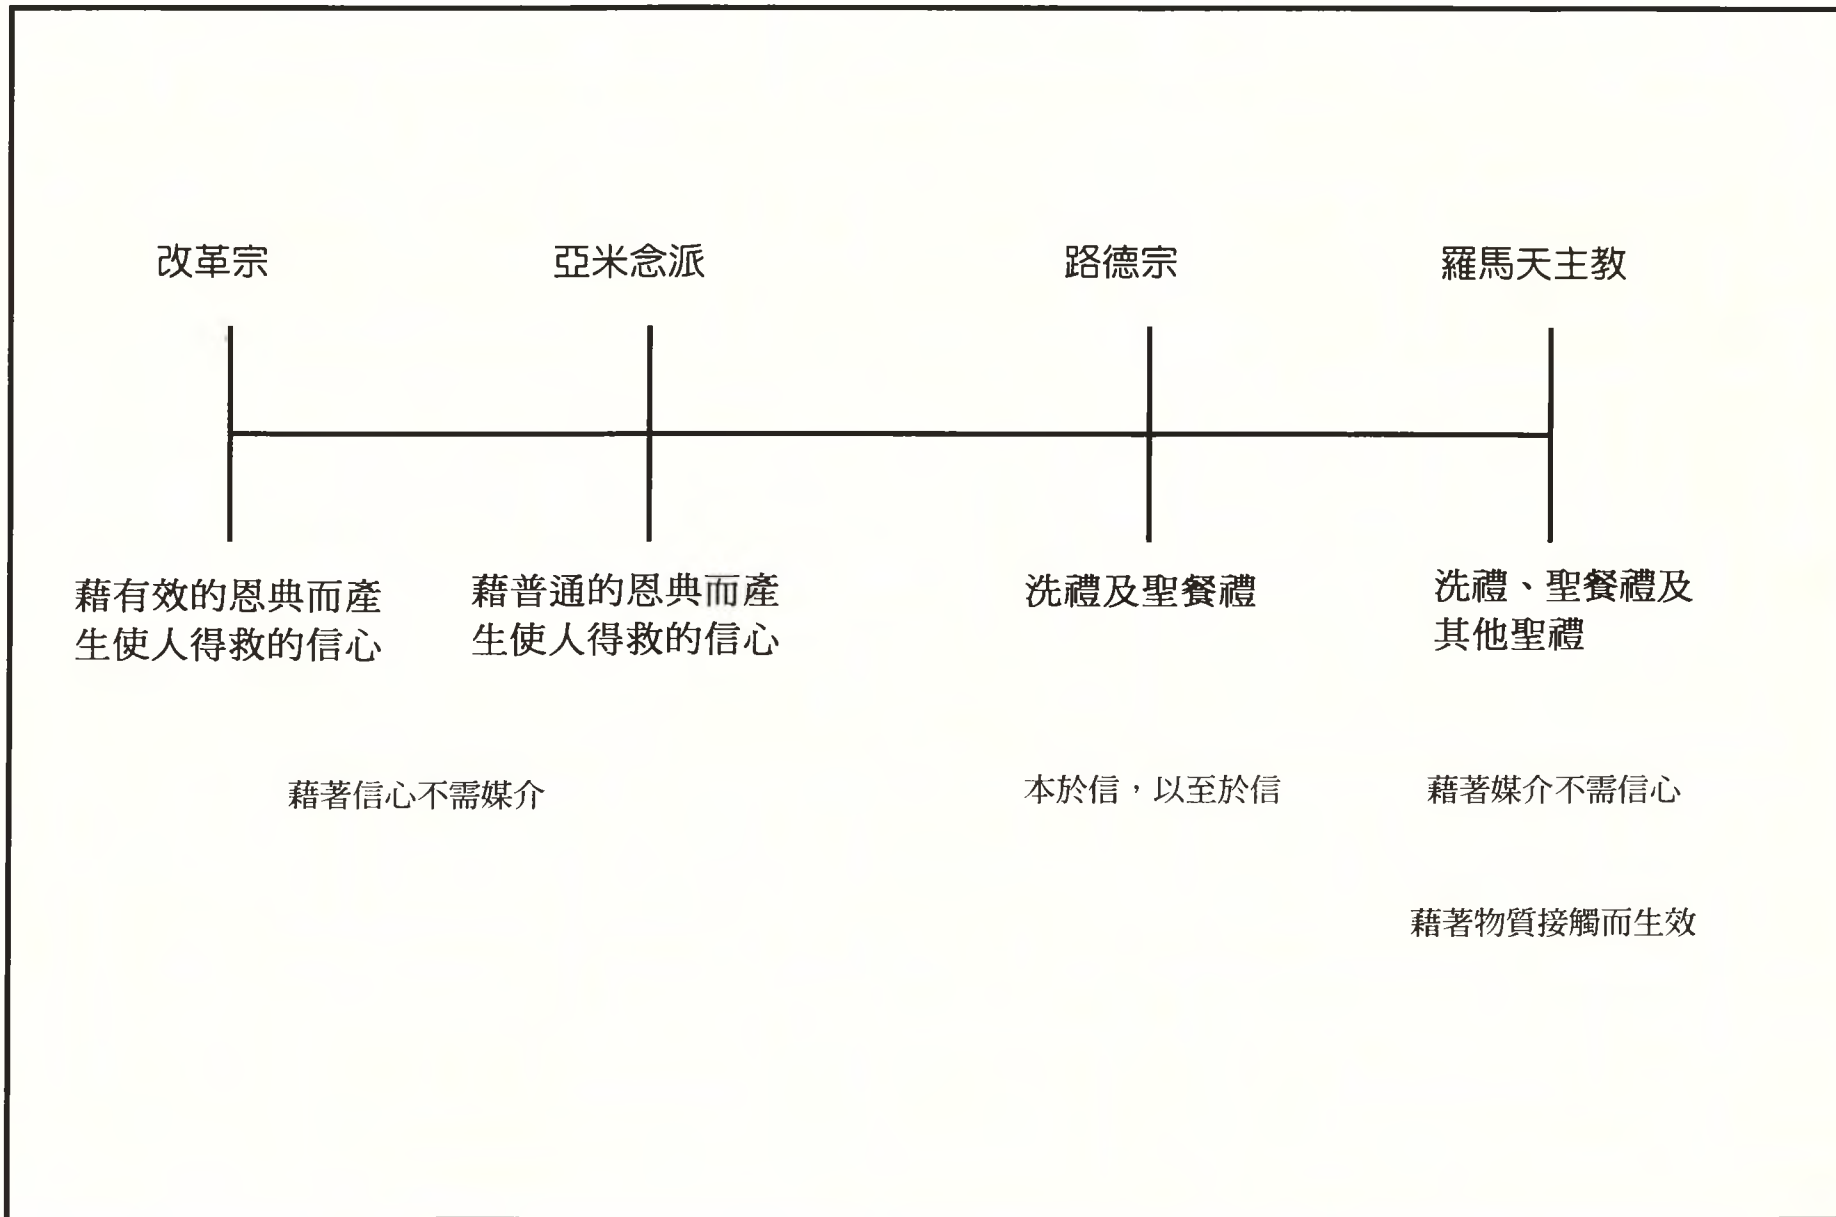 改革宗
亞米念派
路德宗
羅馬天主教
藉有效的恩典而產
生使人得救的信心
藉普通的恩典而產
生使人得救的信心
洗禮及聖餐禮
洗禮、聖餐禮及
其他聖禮
藉著信心不需媒介
本於信，以至於信
藉著媒介不需信心
藉著物質接觸而生效